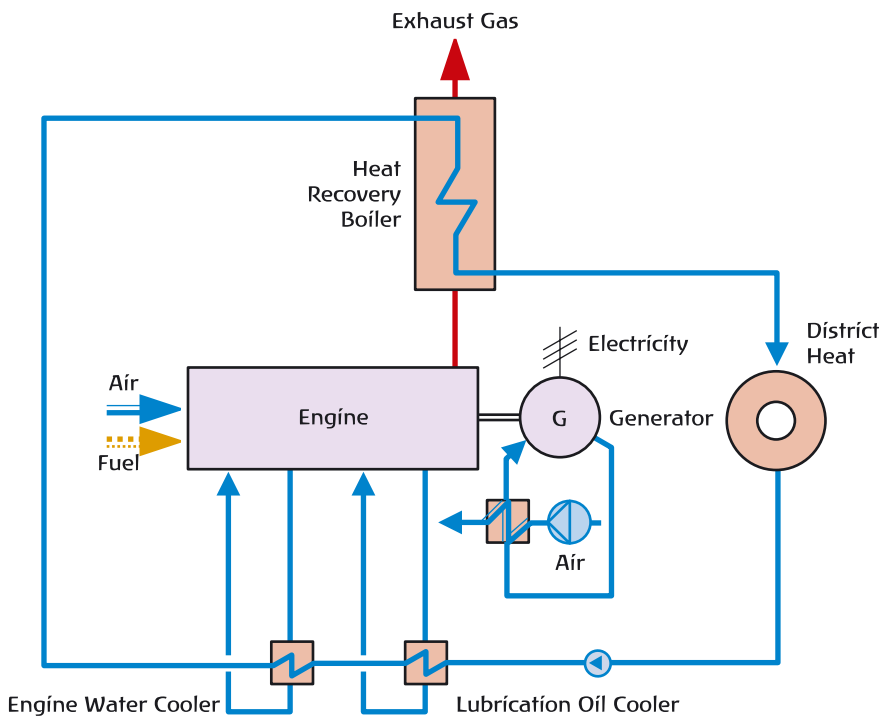 Exhaust Gas
Heat
Recovery
Boiler
District
Heat
Electricity
Air
Fuel
Engine
G
Generator
Air
Engine Water Cooler
Lubrication Oil Cooler